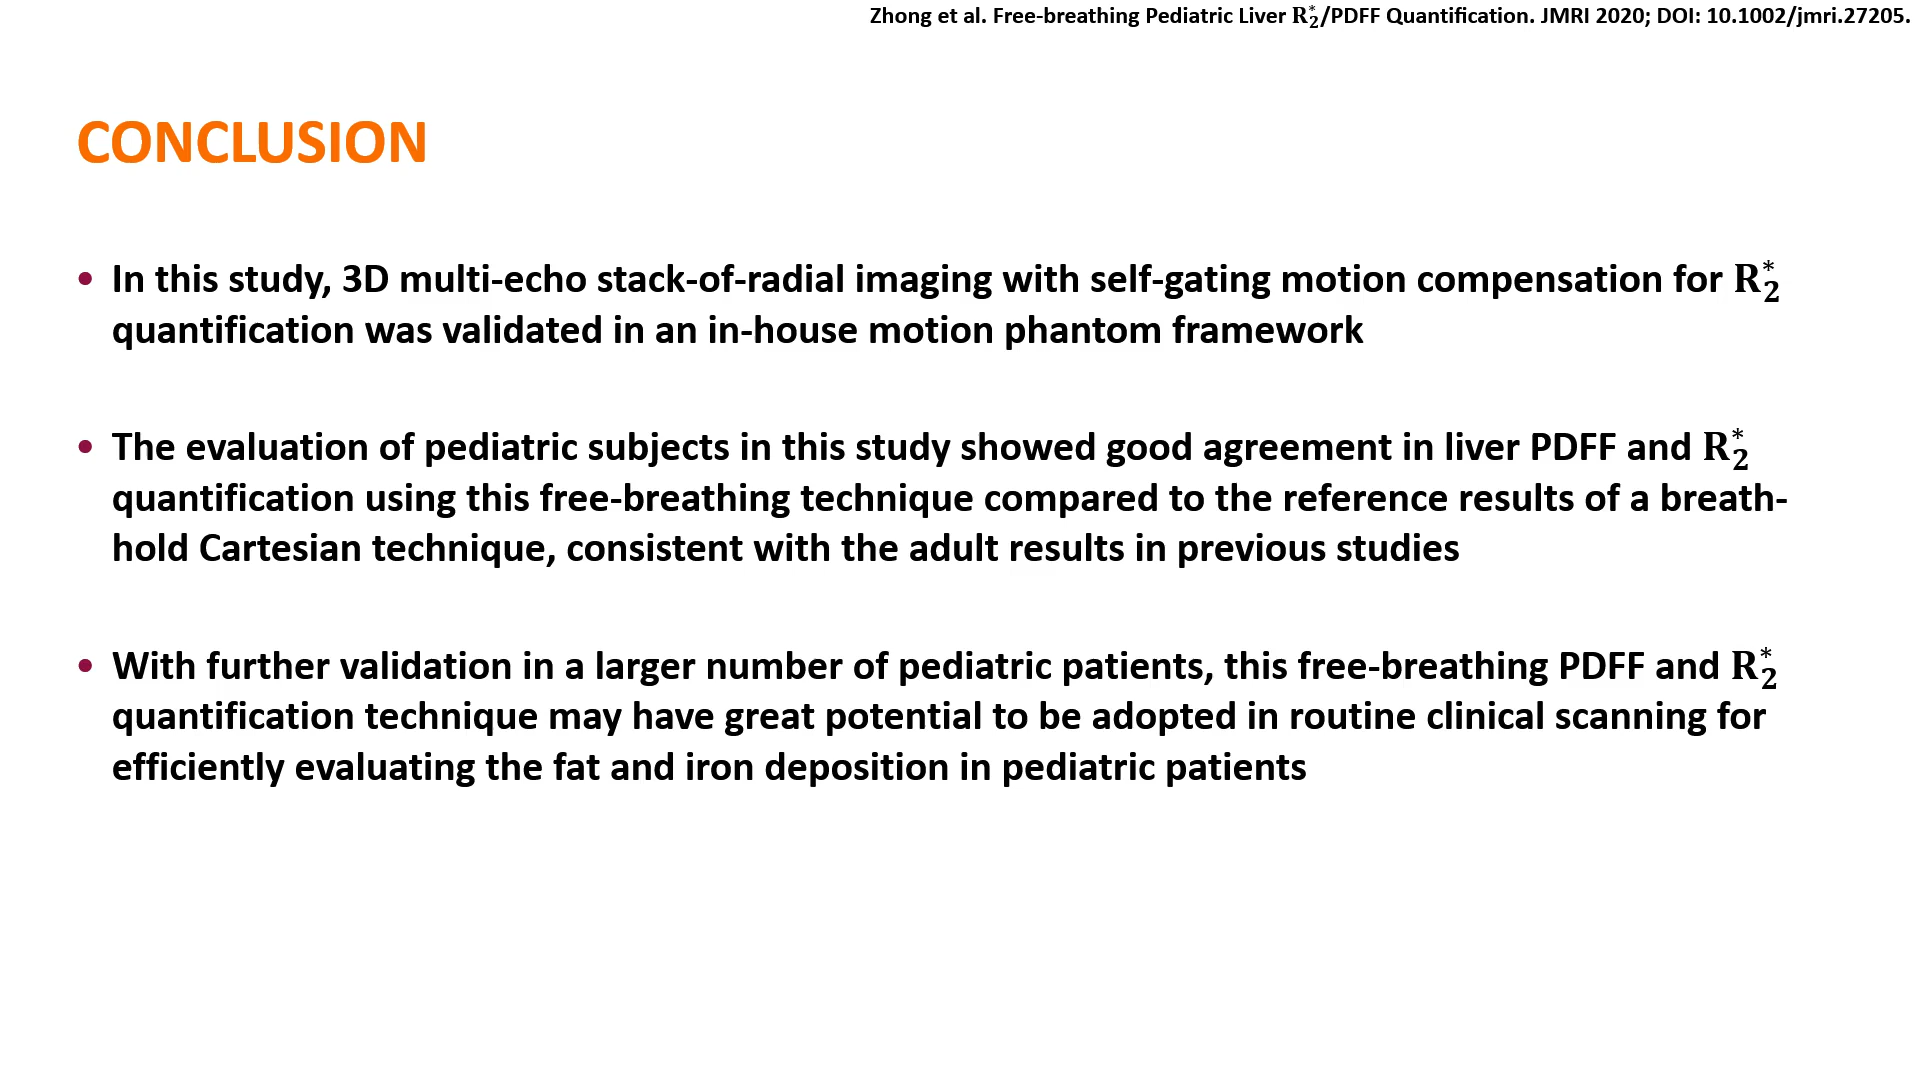 Zhong et al. Free-breathing Pediatric Liver R₂*/PDFF Quantification. JMRI 2020; DOI: 10.1002/jmri.27205.
CONCLUSION
• In this study, 3D multi-echo stack-of-radial imaging with self-gating motion compensation for R₂*
quantification was validated in an in-house motion phantom framework
• The evaluation of pediatric subjects in this study showed good agreement in liver PDFF and R₂*
quantification using this free-breathing technique compared to the reference results of a breath-
hold Cartesian technique, consistent with the adult results in previous studies
• With further validation in a larger number of pediatric patients, this free-breathing PDFF and R₂*
quantification technique may have great potential to be adopted in routine clinical scanning for
efficiently evaluating the fat and iron deposition in pediatric patients